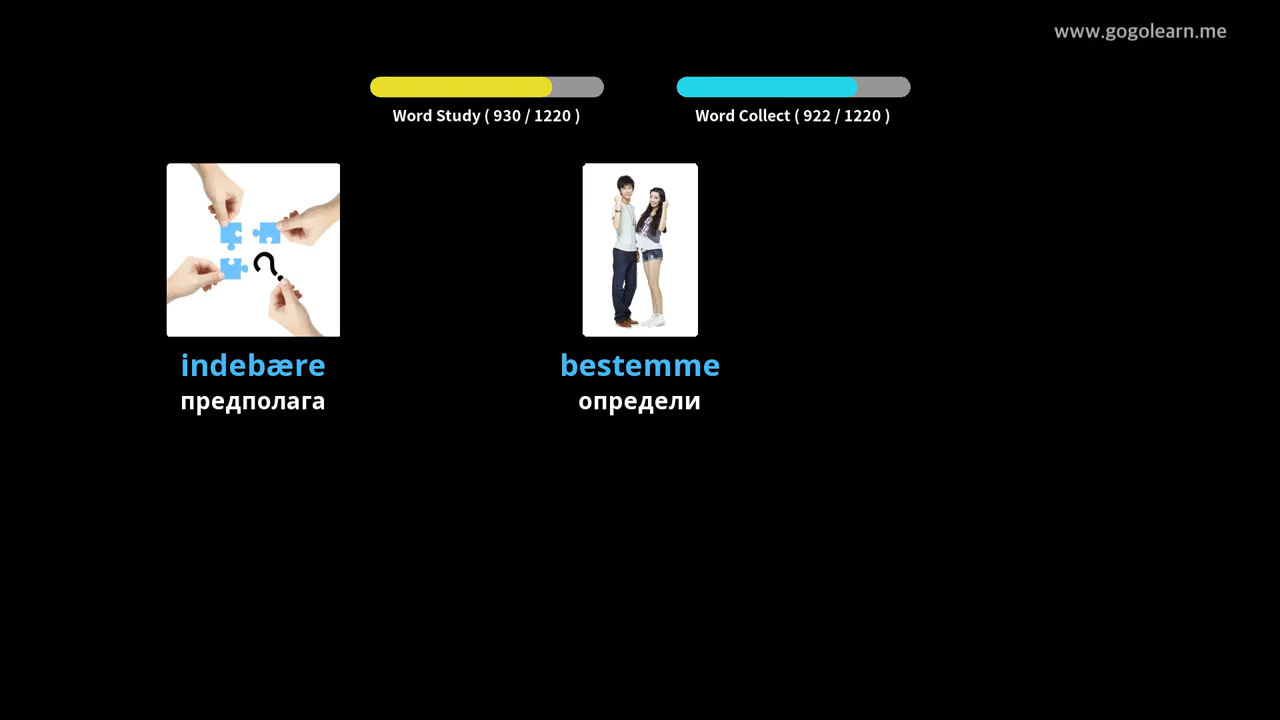 www.gogolearn.me
Word Study ( 930 / 1220 )
Word Collect ( 922 / 1220 )
indebære
предполага
bestemme
определи